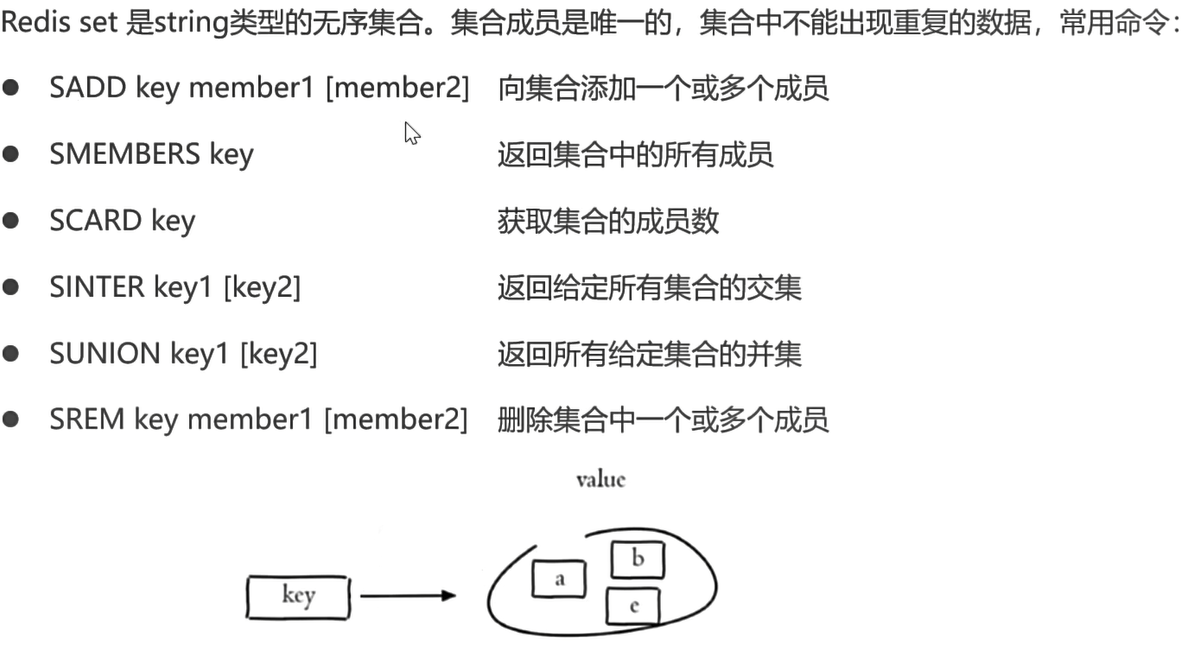 Redis set 是string类型的无序集合。集合成员是唯一的，集合中不能出现重复的数据，常用命令：
● SADD key member1 [member2] 向集合添加一个或多个成员
● SMEMBERS key 返回集合中的所有成员
● SCARD key 获取集合的成员数
● SINTER key1 [key2] 返回给定所有集合的交集
● SUNION key1 [key2] 返回所有给定集合的并集
● SREM key member1 [member2] 删除集合中一个或多个成员
value
b
a
key
c